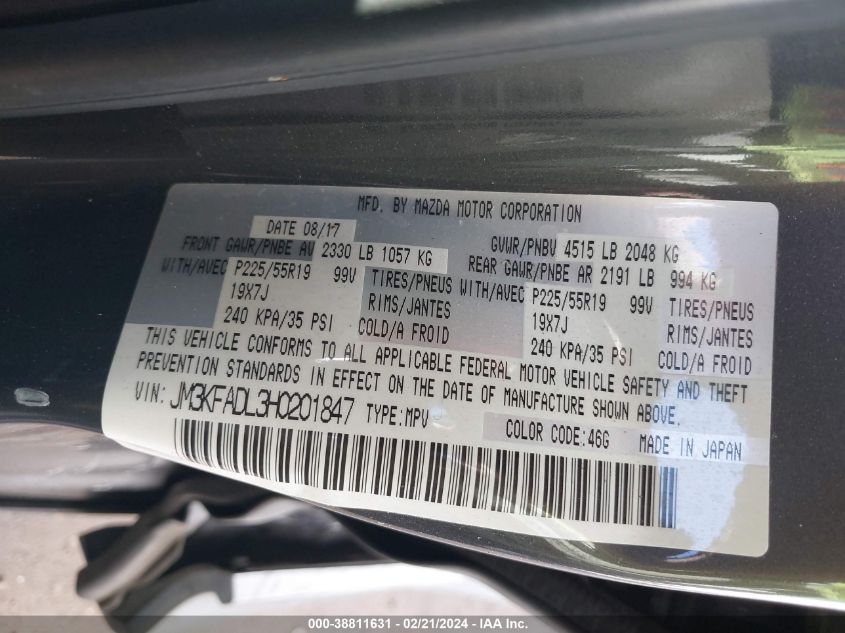 MFD. BY MAZDA MOTOR CORPORATION
DATE 08/17
GVWR/PNBV 4515 LB 2048 KG
FRONT GAWR/PNBE AV 2330 LB 1057 KG
REAR GAWR/PNBE AR 2191 LB 994 KG
WITH/AVEC P225/55R19 99V TIRES/PNEUS
19X7J RIMS/JANTES
240 KPA/35 PSI COLD/A FROID
WITH/AVEC P225/55R19 99V TIRES/PNEUS
19X7J RIMS/JANTES
240 KPA/35 PSI COLD/A FROID
THIS VEHICLE CONFORMS TO ALL APPLICABLE FEDERAL MOTOR VEHICLE SAFETY AND THEFT
PREVENTION STANDARDS IN EFFECT ON THE DATE OF MANUFACTURE SHOWN ABOVE.
VIN: JM3KFADL3H0201847 TYPE:MPV
COLOR CODE:46G MADE IN JAPAN
000-38811631 - 02/21/2024 - IAA Inc.